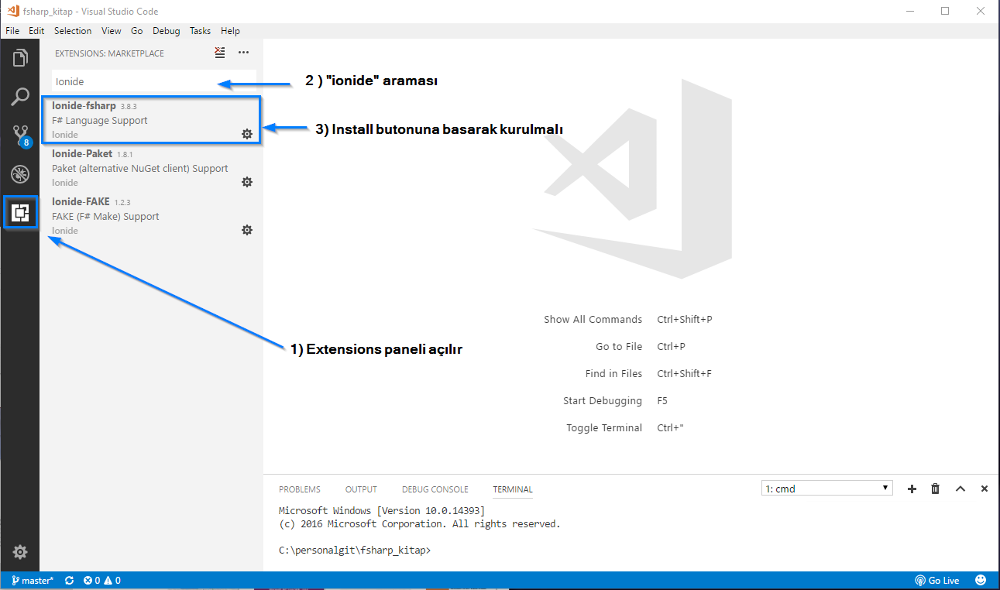 fsharp_kitap - Visual Studio Code
File Edit Selection View Go Debug Tasks Help
EXTENSIONS: MARKETPLACE
Ionide
2 ) "ionide" araması
Ionide-fsharp 3.8.3
F# Language Support
Ionide
3) Install butonuna basarak kurulmalı
8
Ionide-Paket 1.8.1
Paket (alternative NuGet client) Support
Ionide
Ionide-FAKE 1.2.3
FAKE (F# Make) Support
Ionide
1) Extensions paneli açılır
Show All Commands Ctrl+Shift+P
Go to File Ctrl+P
Find in Files Ctrl+Shift+F
Start Debugging F5
Toggle Terminal Ctrl+"
PROBLEMS OUTPUT DEBUG CONSOLE TERMINAL 1: cmd
Microsoft Windows [Version 10.0.14393]
(c) 2016 Microsoft Corporation. All rights reserved.
C:\personalgit\fsharp_kitap>
master* 0 0 Go Live